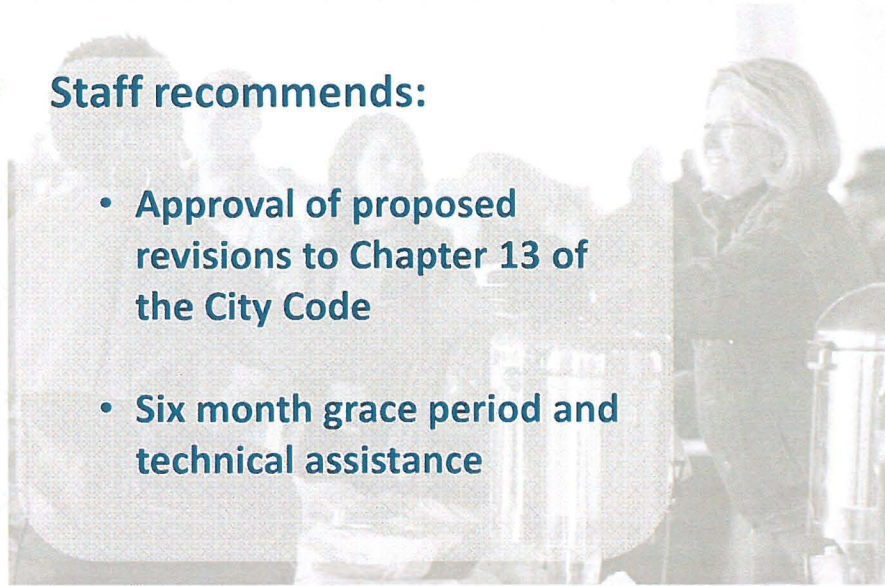 Staff recommends:
• Approval of proposed
revisions to Chapter 13 of
the City Code
• Six month grace period and
technical assistance